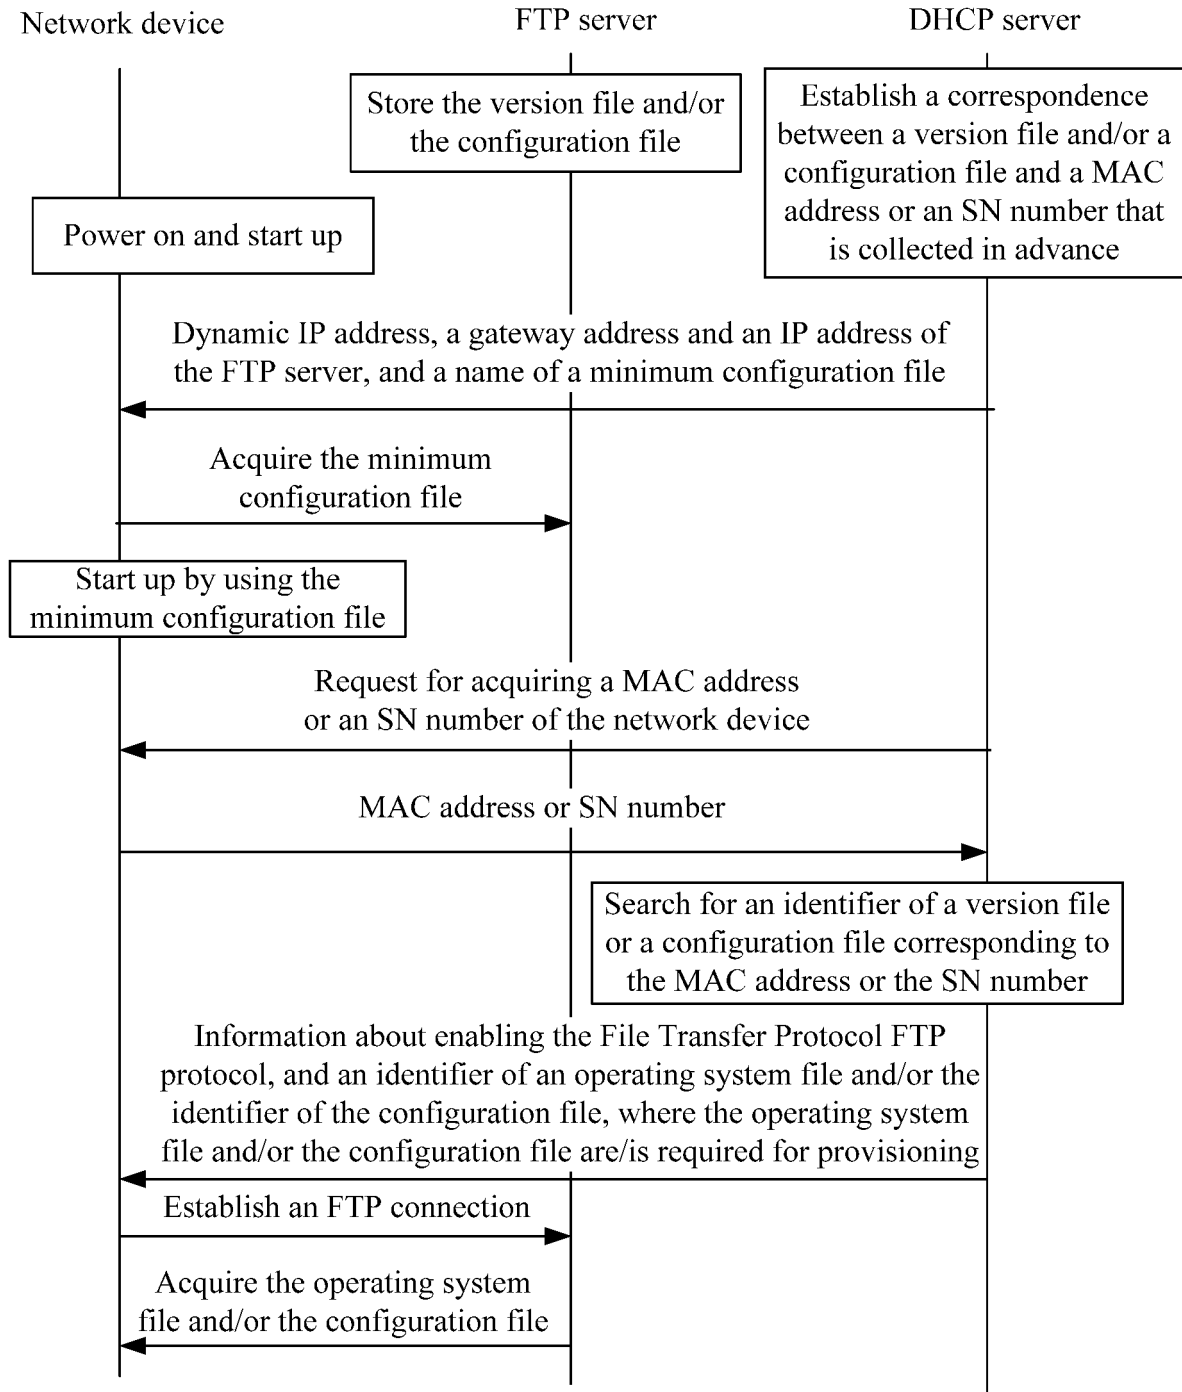 Network device
FTP server
DHCP server
Store the version file and/or
the configuration file
Establish a correspondence
between a version file and/or a
configuration file and a MAC
address or an SN number that
is collected in advance
Power on and start up
Dynamic IP address, a gateway address and an IP address of
the FTP server, and a name of a minimum configuration file
Acquire the minimum
configuration file
Start up by using the
minimum configuration file
Request for acquiring a MAC address
or an SN number of the network device
MAC address or SN number
Search for an identifier of a version file
or a configuration file corresponding to
the MAC address or the SN number
Information about enabling the File Transfer Protocol FTP
protocol, and an identifier of an operating system file and/or the
identifier of the configuration file, where the operating system
file and/or the configuration file are/is required for provisioning
Establish an FTP connection
Acquire the operating system
file and/or the configuration file